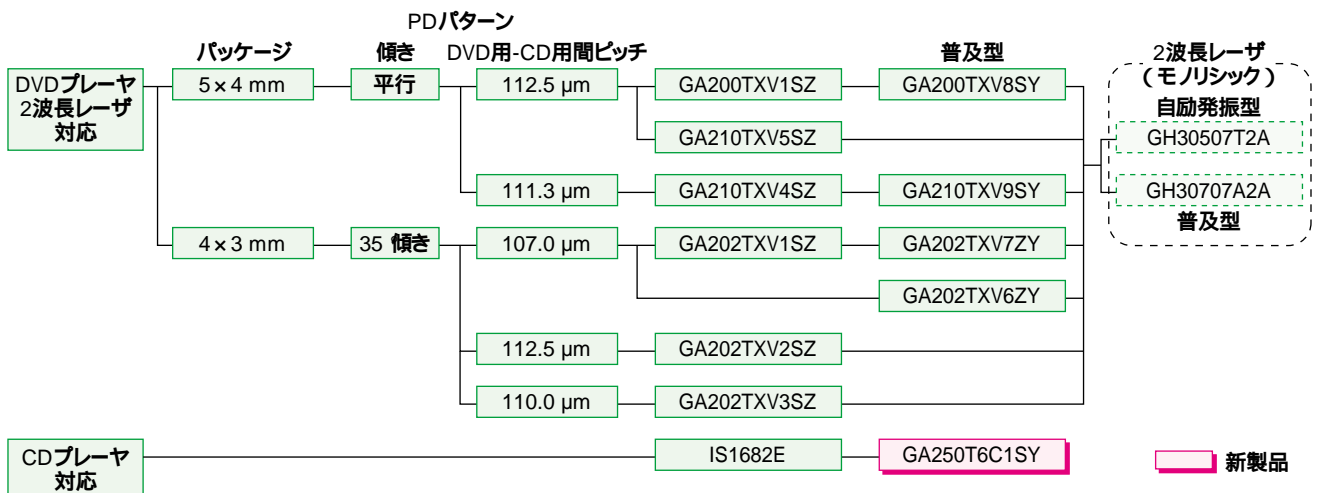 PDパターン
パッケージ 傾き DVD用-CD用間ピッチ 普及型 2波長レーザ
(モノリシック)
DVDプレーヤ
2波長レーザ
対応
5×4 mm 平行 112.5 µm GA200TXV1SZ GA200TXV8SY
自励発振型
GA210TXV5SZ GH30507T2A
111.3 µm GA210TXV4SZ GA210TXV9SY GH30707A2A
普及型
4×3 mm 35 傾き 107.0 µm GA202TXV1SZ GA202TXV7ZY
GA202TXV6ZY
112.5 µm GA202TXV2SZ
110.0 µm GA202TXV3SZ
CDプレーヤ
対応
IS1682E GA250T6C1SY 新製品